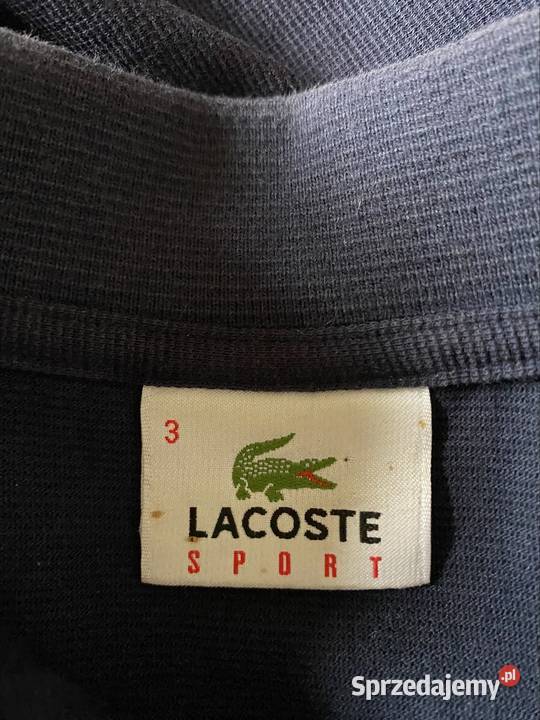 3
LACOSTE
SPORT
Sprzedajemy.pl